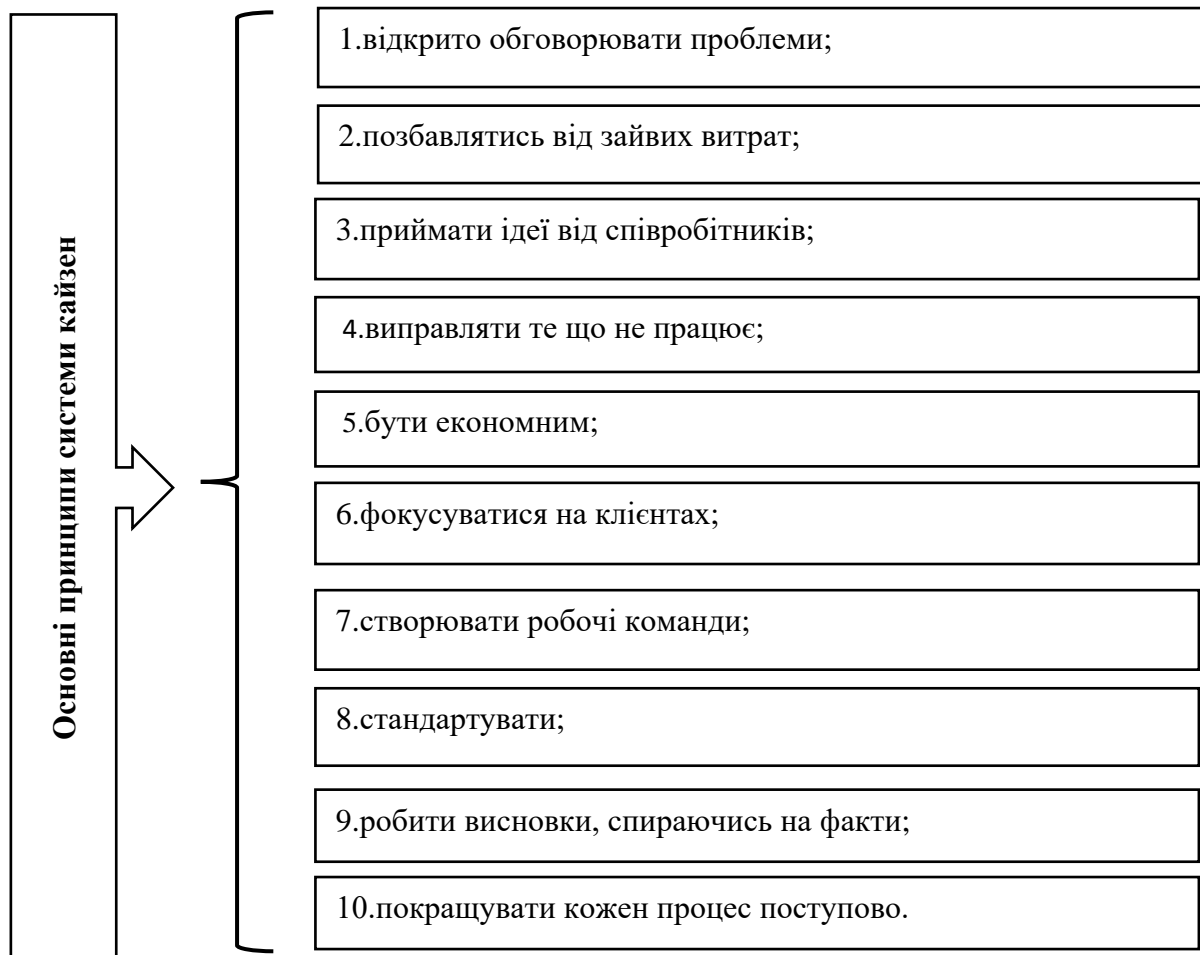 Основні принципи системи кайзен
1.відкрито обговорювати проблеми;
2.позбавлятись від зайвих витрат;
3.приймати ідеї від співробітників;
4.виправляти те що не працює;
5.бути економним;
6.фокусуватися на клієнтах;
7.створювати робочі команди;
8.стандартувати;
9.робити висновки, спираючись на факти;
10.покращувати кожен процес поступово.